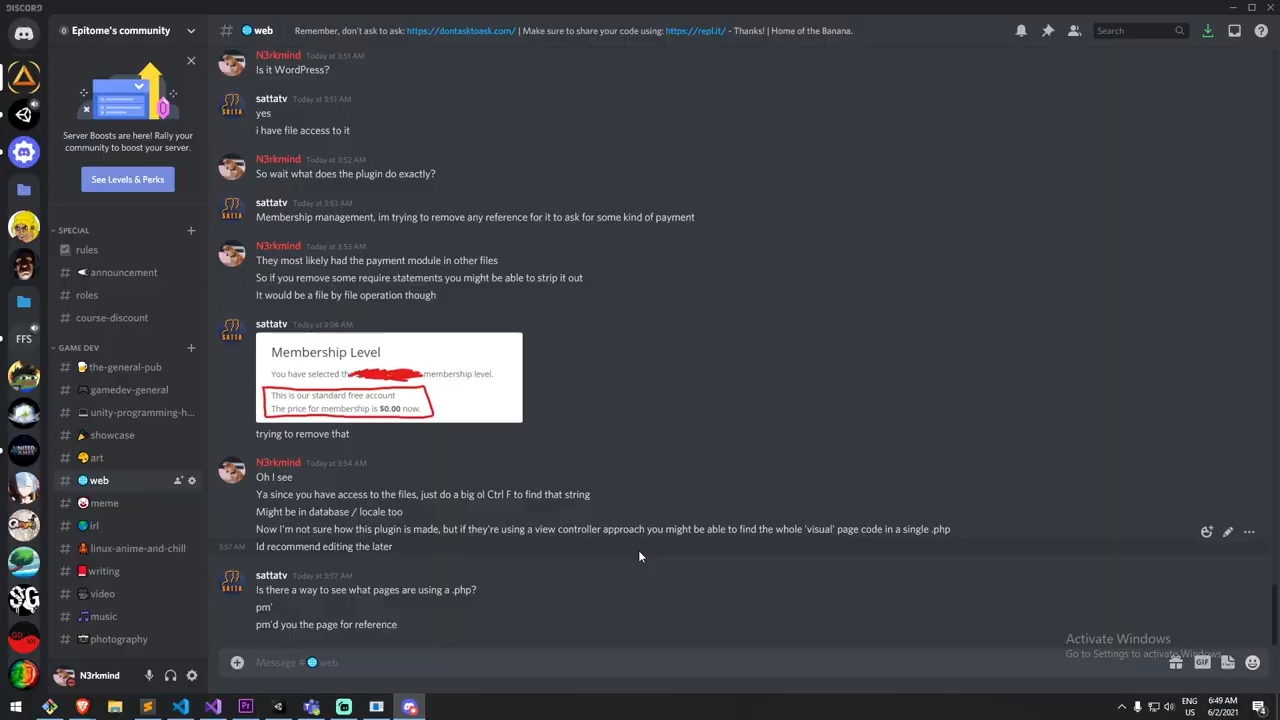 DISCORD
Epitome's community
# web Remember, don't ask to ask: https://dontasktoask.com/ | Make sure to share your code using: https://repl.it/ - Thanks! | Home of the Banana.
Search
Server Boosts are here! Rally your
community to boost your server.
See Levels & Perks
SPECIAL
rules
announcement
roles
course-discount
GAME DEV
the-general-pub
gamedev-general
unity-programming-h...
showcase
art
web
meme
irl
linux-anime-and-chill
writing
video
music
photography
N3rkmind
FFS
N3rkmind Today at 3:51 AM
Is it WordPress?
SATTA
sattatv Today at 3:51 AM
yes
i have file access to it
N3rkmind Today at 3:52 AM
So wait what does the plugin do exactly?
SATTA
sattatv Today at 3:53 AM
Membership management, im trying to remove any reference for it to ask for some kind of payment
N3rkmind Today at 3:53 AM
They most likely had the payment module in other files
So if you remove some require statements you might be able to strip it out
It would be a file by file operation though
SATTA
sattatv Today at 3:54 AM
Membership Level
You have selected the membership level.
This is our standard free account
The price for membership is $0.00 now.
trying to remove that
N3rkmind Today at 3:54 AM
Oh I see
Ya since you have access to the files, just do a big ol Ctrl F to find that string
Might be in database / locale too
Now I'm not sure how this plugin is made, but if they're using a view controller approach you might be able to find the whole 'visual' page code in a single .php
3:57 AM Id recommend editing the later
SATTA
sattatv Today at 3:57 AM
Is there a way to see what pages are using a .php?
pm'
pm'd you the page for reference
Message # web
GIF
Activate Windows
Go to Settings to activate Windows.
ENG
US
6:49 AM
6/2/2021